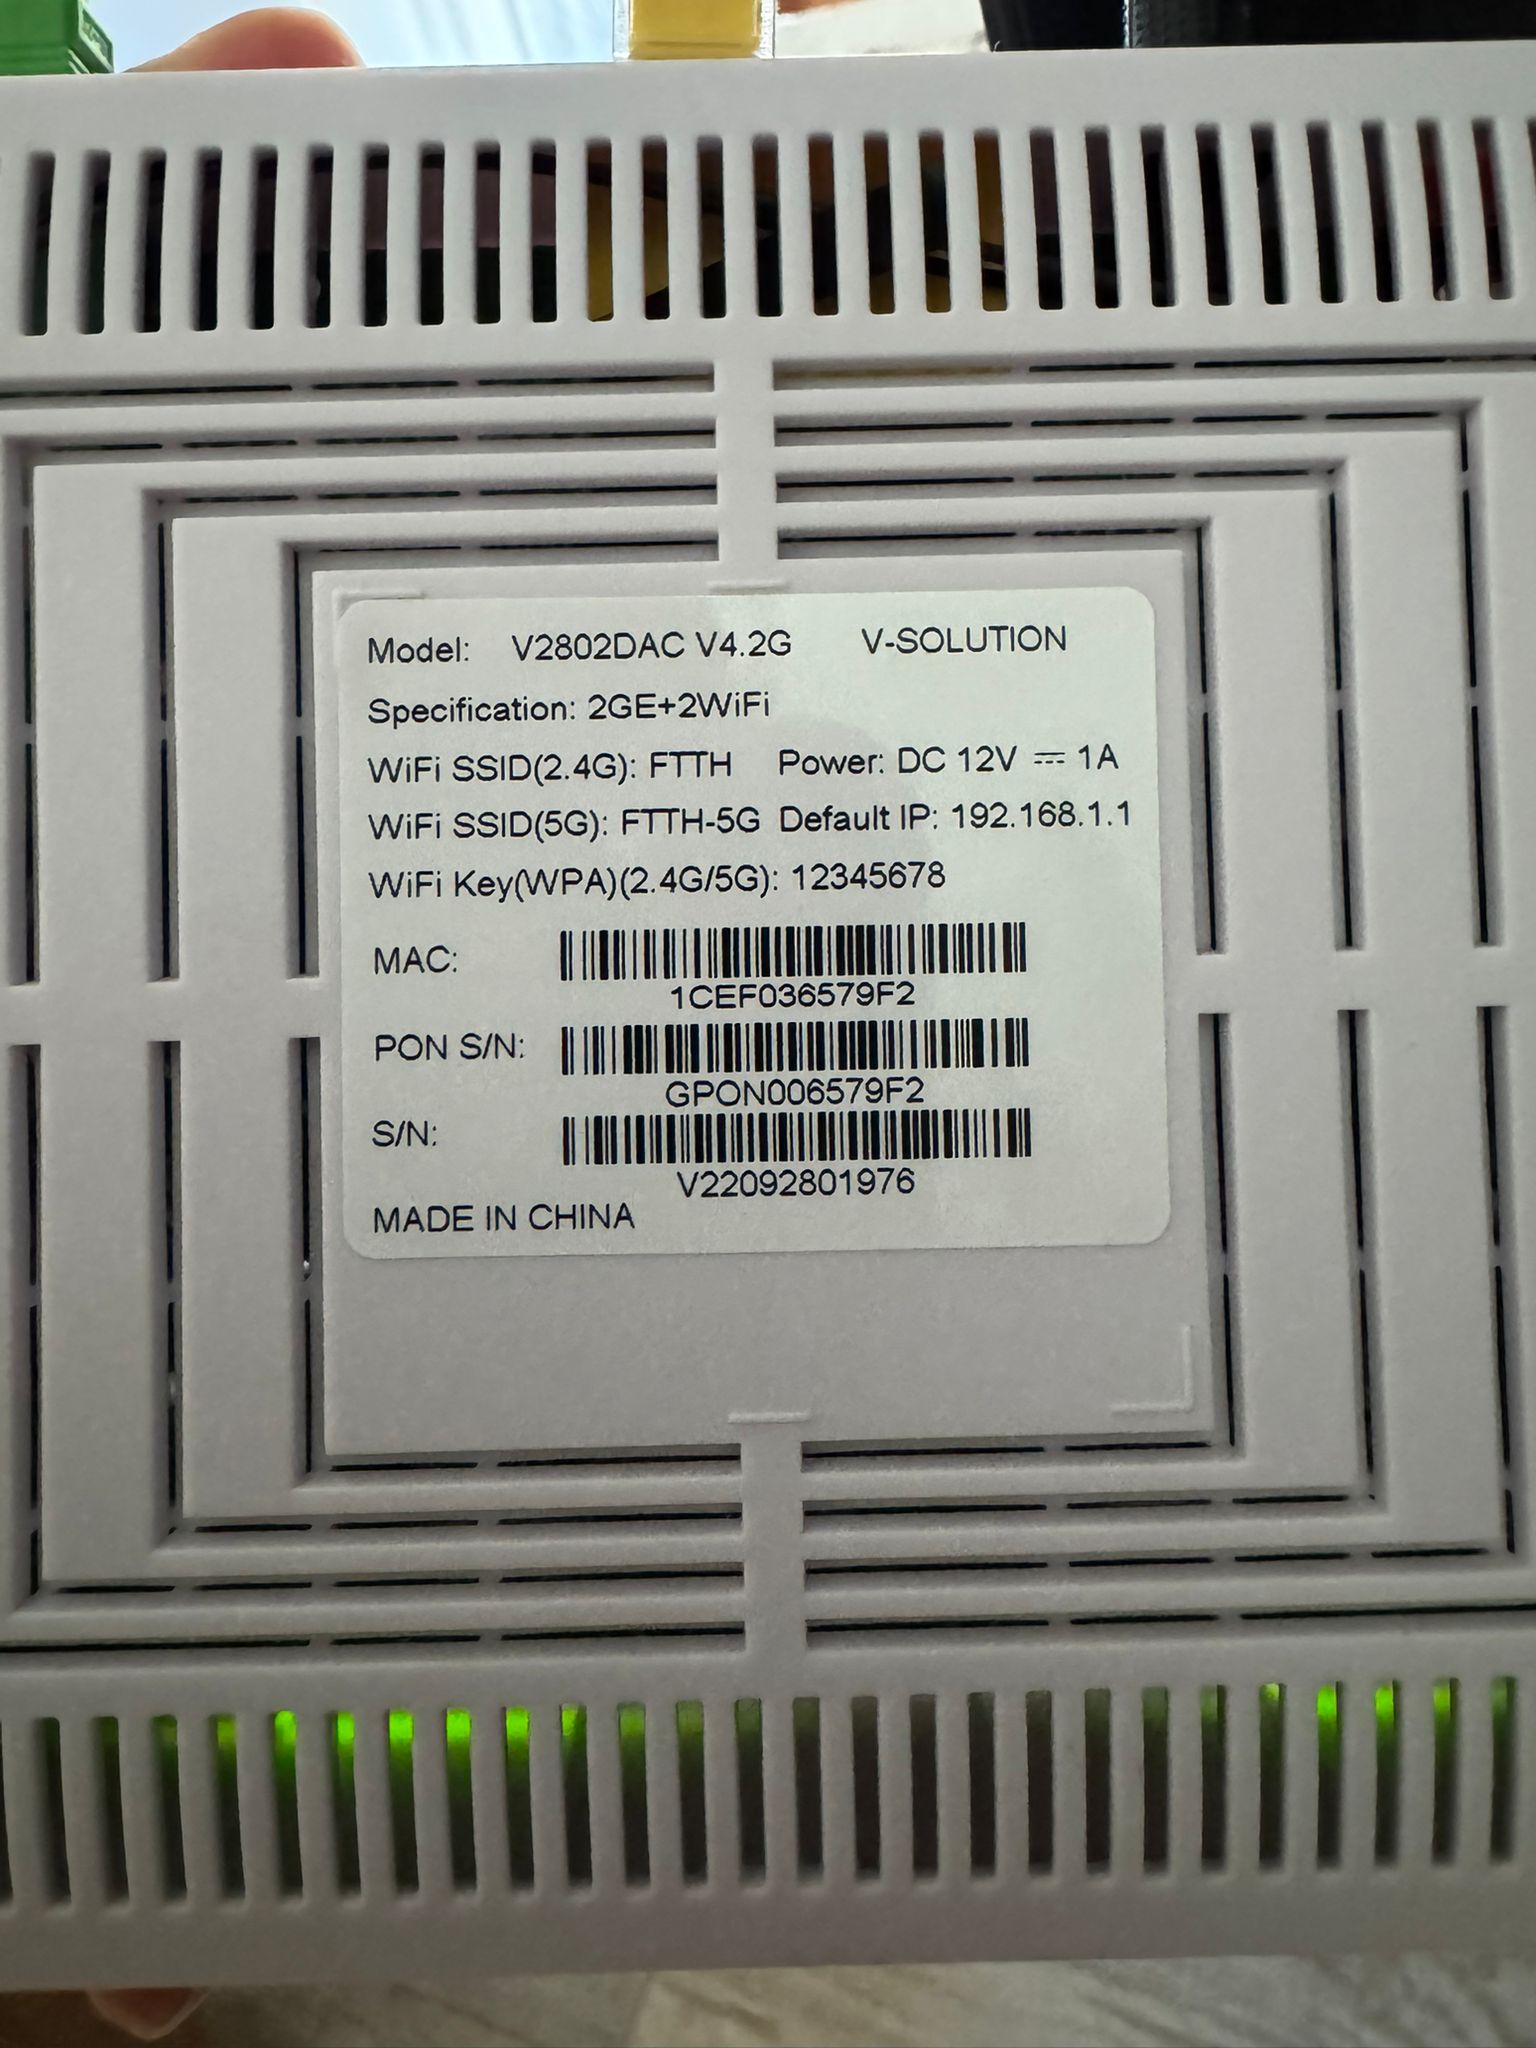 Model: V2802DAC V4.2G V-SOLUTION
Specification: 2GE+2WiFi
WiFi SSID(2.4G): FTTH Power: DC 12V ⎓ 1A
WiFi SSID(5G): FTTH-5G Default IP: 192.168.1.1
WiFi Key(WPA)(2.4G/5G): 12345678
MAC:
1CEF036579F2
PON S/N:
GPON006579F2
S/N:
V22092801976
MADE IN CHINA